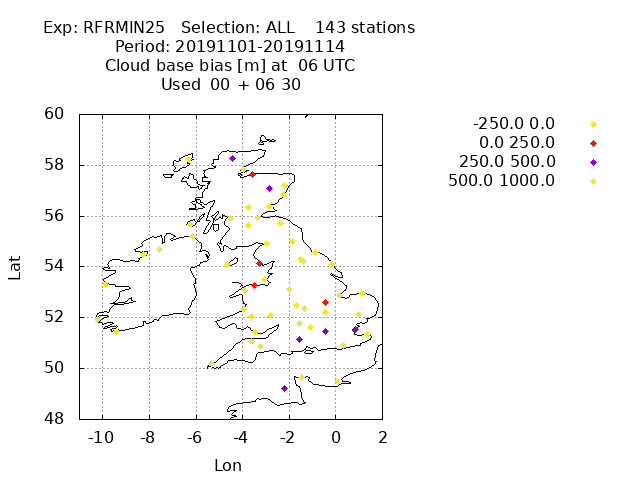 Exp: RFRMIN25   Selection: ALL    143 stations
Period: 20191101-20191114
Cloud base bias [m] at  06 UTC
Used  00  + 06 30
-250.0 0.0
0.0 250.0
250.0 500.0
500.0 1000.0
60
58
56
54
52
50
48
Lat
-10 -8 -6 -4 -2 0 2
Lon